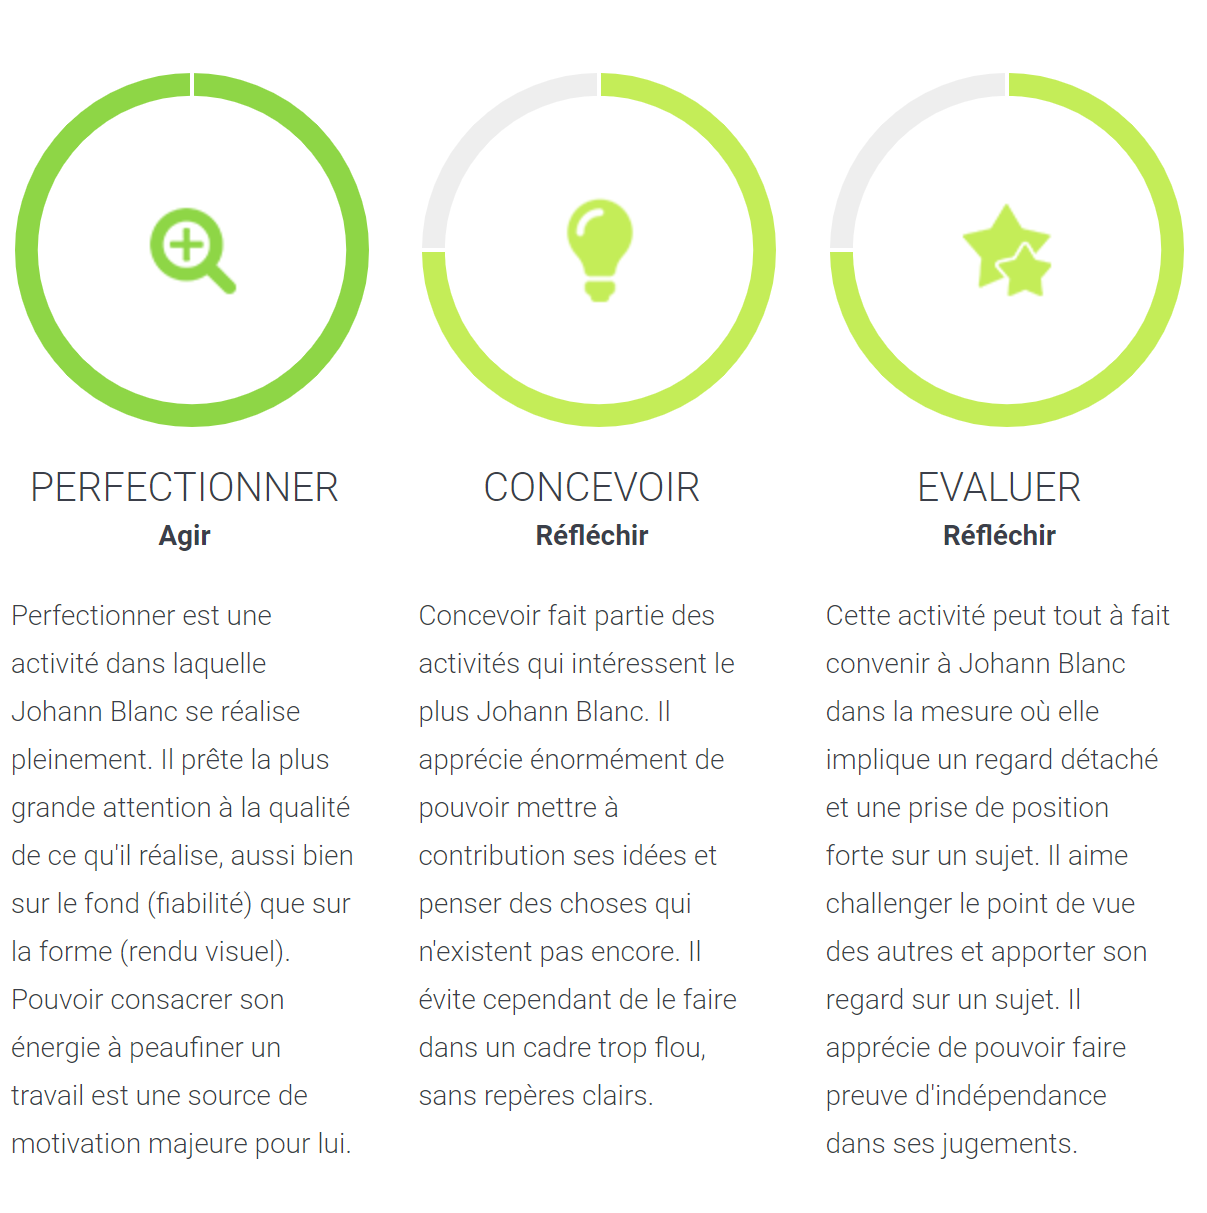 PERFECTIONNER
Agir
Perfectionner est une
activité dans laquelle
Johann Blanc se réalise
pleinement. Il prête la plus
grande attention à la qualité
de ce qu'il réalise, aussi bien
sur le fond (fiabilité) que sur
la forme (rendu visuel).
Pouvoir consacrer son
énergie à peaufiner un
travail est une source de
motivation majeure pour lui.
CONCEVOIR
Réfléchir
Concevoir fait partie des
activités qui intéressent le
plus Johann Blanc. Il
apprécie énormément de
pouvoir mettre à
contribution ses idées et
penser des choses qui
n'existent pas encore. Il
évite cependant de le faire
dans un cadre trop flou,
sans repères clairs.
EVALUER
Réfléchir
Cette activité peut tout à fait
convenir à Johann Blanc
dans la mesure où elle
implique un regard détaché
et une prise de position
forte sur un sujet. Il aime
challenger le point de vue
des autres et apporter son
regard sur un sujet. Il
apprécie de pouvoir faire
preuve d'indépendance
dans ses jugements.